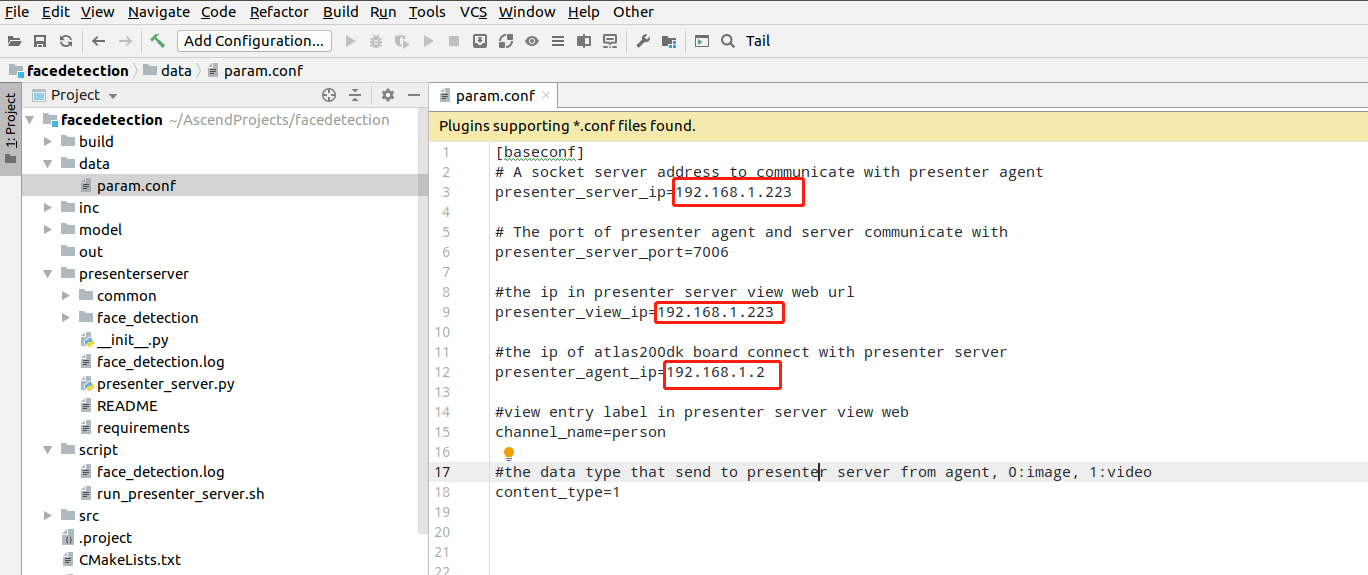 File Edit View Navigate Code Refactor Build Run Tools VCS Window Help Other
Add Configuration... Tail
facedetection data param.conf
1: Project
Project
facedetection ~/AscendProjects/facedetection
build
data
param.conf
inc
model
out
presenterserver
common
face_detection
__init__.py
face_detection.log
presenter_server.py
README
requirements
script
face_detection.log
run_presenter_server.sh
src
.project
CMakeLists.txt
param.conf
Plugins supporting *.conf files found.
1 [baseconf]
2 # A socket server address to communicate with presenter agent
3 presenter_server_ip=192.168.1.223
4
5 # The port of presenter agent and server communicate with
6 presenter_server_port=7006
7
8 #the ip in presenter server view web url
9 presenter_view_ip=192.168.1.223
10
11 #the ip of atlas200dk board connect with presenter server
12 presenter_agent_ip=192.168.1.2
13
14 #view entry label in presenter server view web
15 channel_name=person
16
17 #the data type that send to presenter server from agent, 0:image, 1:video
18 content_type=1
19
20
21
22